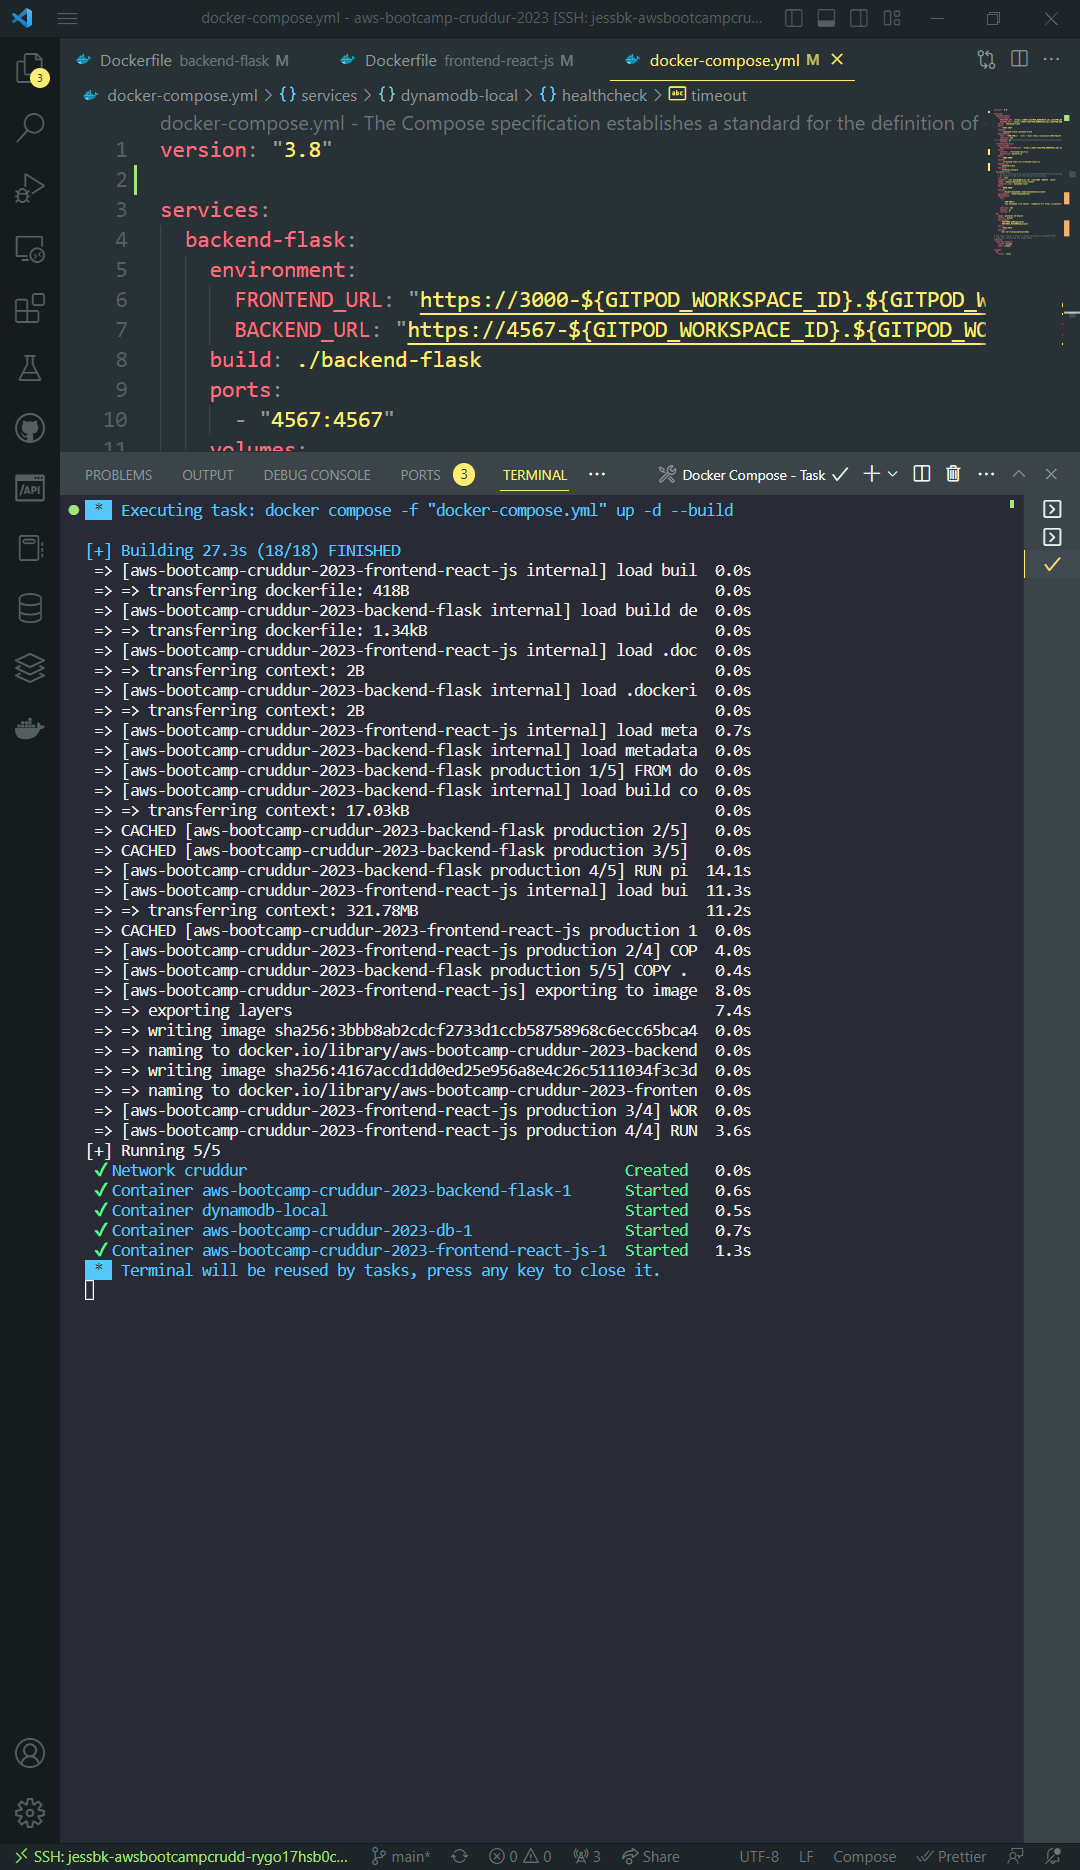 docker-compose.yml - aws-bootcamp-cruddur-2023 [SSH: jessbk-awsbootcampcru...
3
Dockerfile backend-flask M
Dockerfile frontend-react-js M
docker-compose.yml M
docker-compose.yml > {} services > {} dynamodb-local > {} healthcheck > abc timeout
docker-compose.yml - The Compose specification establishes a standard for the definition of
1 version: "3.8"
2
3 services:
4 backend-flask:
5 environment:
6 FRONTEND_URL: "https://3000-${GITPOD_WORKSPACE_ID}.${GITPOD_W
7 BACKEND_URL: "https://4567-${GITPOD_WORKSPACE_ID}.${GITPOD_WO
8 build: ./backend-flask
9 ports:
10 - "4567:4567"
11 volumes:
/API
PROBLEMS OUTPUT DEBUG CONSOLE PORTS 3 TERMINAL ... Docker Compose - Task
* Executing task: docker compose -f "docker-compose.yml" up -d --build
[+] Building 27.3s (18/18) FINISHED
=> [aws-bootcamp-cruddur-2023-frontend-react-js internal] load buil 0.0s
=> => transferring dockerfile: 418B 0.0s
=> [aws-bootcamp-cruddur-2023-backend-flask internal] load build de 0.0s
=> => transferring dockerfile: 1.34kB 0.0s
=> [aws-bootcamp-cruddur-2023-frontend-react-js internal] load .doc 0.0s
=> => transferring context: 2B 0.0s
=> [aws-bootcamp-cruddur-2023-backend-flask internal] load .dockeri 0.0s
=> => transferring context: 2B 0.0s
=> [aws-bootcamp-cruddur-2023-frontend-react-js internal] load meta 0.7s
=> [aws-bootcamp-cruddur-2023-backend-flask internal] load metadata 0.0s
=> [aws-bootcamp-cruddur-2023-backend-flask production 1/5] FROM do 0.0s
=> [aws-bootcamp-cruddur-2023-backend-flask internal] load build co 0.0s
=> => transferring context: 17.03kB 0.0s
=> CACHED [aws-bootcamp-cruddur-2023-backend-flask production 2/5] 0.0s
=> CACHED [aws-bootcamp-cruddur-2023-backend-flask production 3/5] 0.0s
=> [aws-bootcamp-cruddur-2023-backend-flask production 4/5] RUN pi 14.1s
=> [aws-bootcamp-cruddur-2023-frontend-react-js internal] load bui 11.3s
=> => transferring context: 321.78MB 11.2s
=> CACHED [aws-bootcamp-cruddur-2023-frontend-react-js production 1 0.0s
=> [aws-bootcamp-cruddur-2023-frontend-react-js production 2/4] COP 4.0s
=> [aws-bootcamp-cruddur-2023-backend-flask production 5/5] COPY . 0.4s
=> [aws-bootcamp-cruddur-2023-frontend-react-js] exporting to image 8.0s
=> => exporting layers 7.4s
=> => writing image sha256:3bbb8ab2cdcf2733d1ccb58758968c6ecc65bca4 0.0s
=> => naming to docker.io/library/aws-bootcamp-cruddur-2023-backend 0.0s
=> => writing image sha256:4167accd1dd0ed25e956a8e4c26c5111034f3c3d 0.0s
=> => naming to docker.io/library/aws-bootcamp-cruddur-2023-fronten 0.0s
=> [aws-bootcamp-cruddur-2023-frontend-react-js production 3/4] WOR 0.0s
=> [aws-bootcamp-cruddur-2023-frontend-react-js production 4/4] RUN 3.6s
[+] Running 5/5
✓ Network cruddur Created 0.0s
✓ Container aws-bootcamp-cruddur-2023-backend-flask-1 Started 0.6s
✓ Container dynamodb-local Started 0.5s
✓ Container aws-bootcamp-cruddur-2023-db-1 Started 0.7s
✓ Container aws-bootcamp-cruddur-2023-frontend-react-js-1 Started 1.3s
* Terminal will be reused by tasks, press any key to close it.
SSH: jessbk-awsbootcampcrudd-rygo17hsb0c... main* 0 0 3 Share UTF-8 LF Compose Prettier